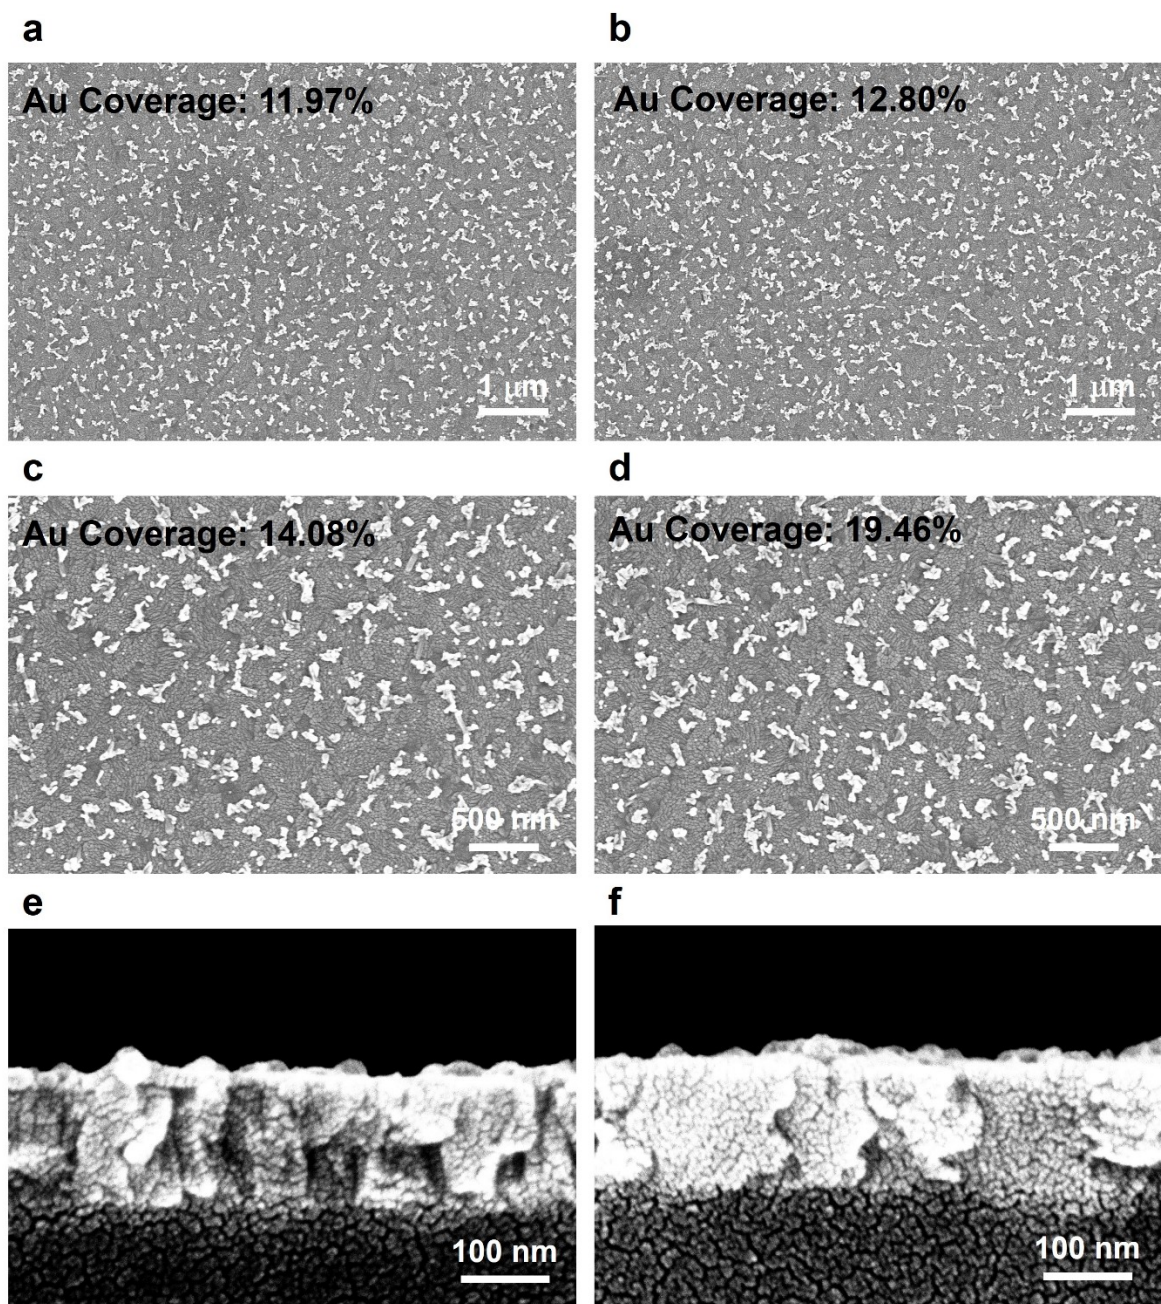 a
b
Au Coverage: 11.97%
Au Coverage: 12.80%
1 μm
1 μm
c
d
Au Coverage: 14.08%
Au Coverage: 19.46%
500 nm
500 nm
e
f
100 nm
100 nm